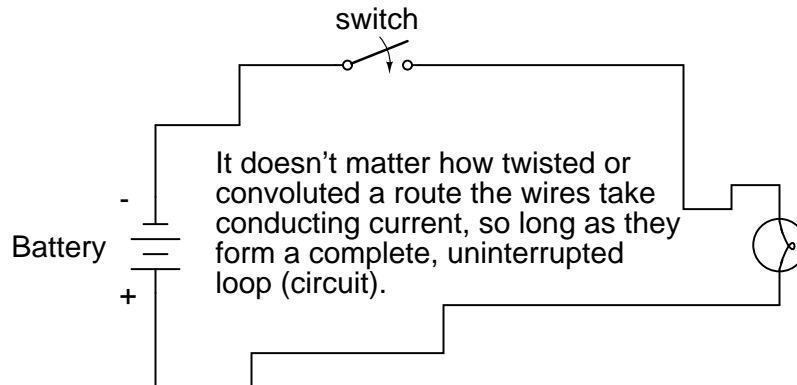 switch
It doesn't matter how twisted or
convoluted a route the wires take
-
conducting current, so long as they
Battery
form a complete, uninterrupted
loop (circuit).
+